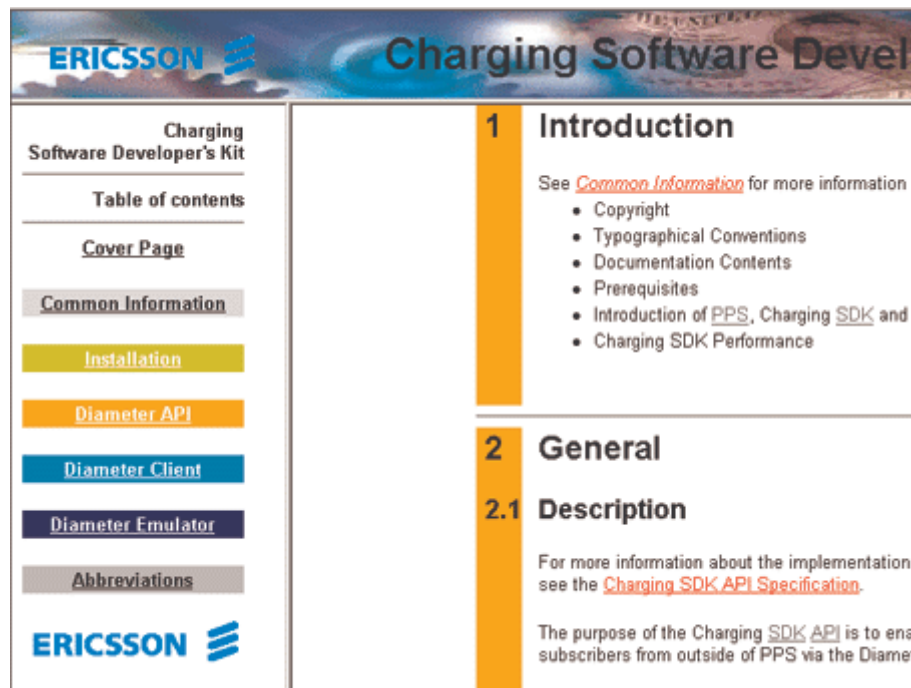 ERICSSON
Charging Software Devel
Charging
Software Developer's Kit
Table of contents
Cover Page
Common Information
Installation
Diameter API
Diameter Client
Diameter Emulator
Abbreviations
ERICSSON
1 Introduction
See Common Information for more information
• Copyright
• Typographical Conventions
• Documentation Contents
• Prerequisites
• Introduction of PPS, Charging SDK and
• Charging SDK Performance
2 General
2.1 Description
For more information about the implementation
see the Charging SDK API Specification.
The purpose of the Charging SDK API is to ena
subscribers from outside of PPS via the Diame